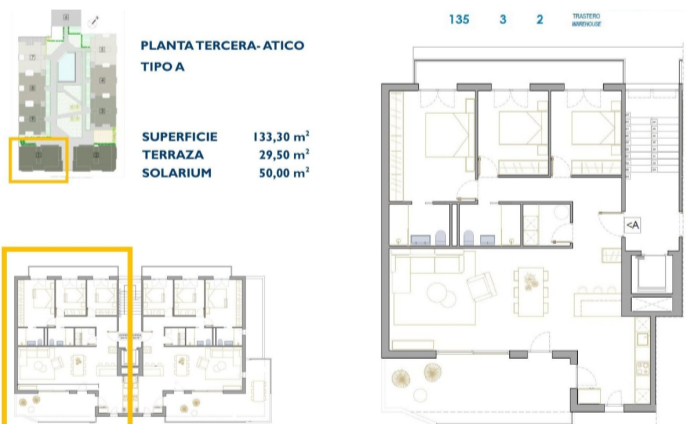 PLANTA TERCERA- ATICO
TIPO A
SUPERFICIE 133,30 m²
TERRAZA 29,50 m²
SOLARIUM 50,00 m²
135 3 2 TRASTERO
WAREHOUSE
<A